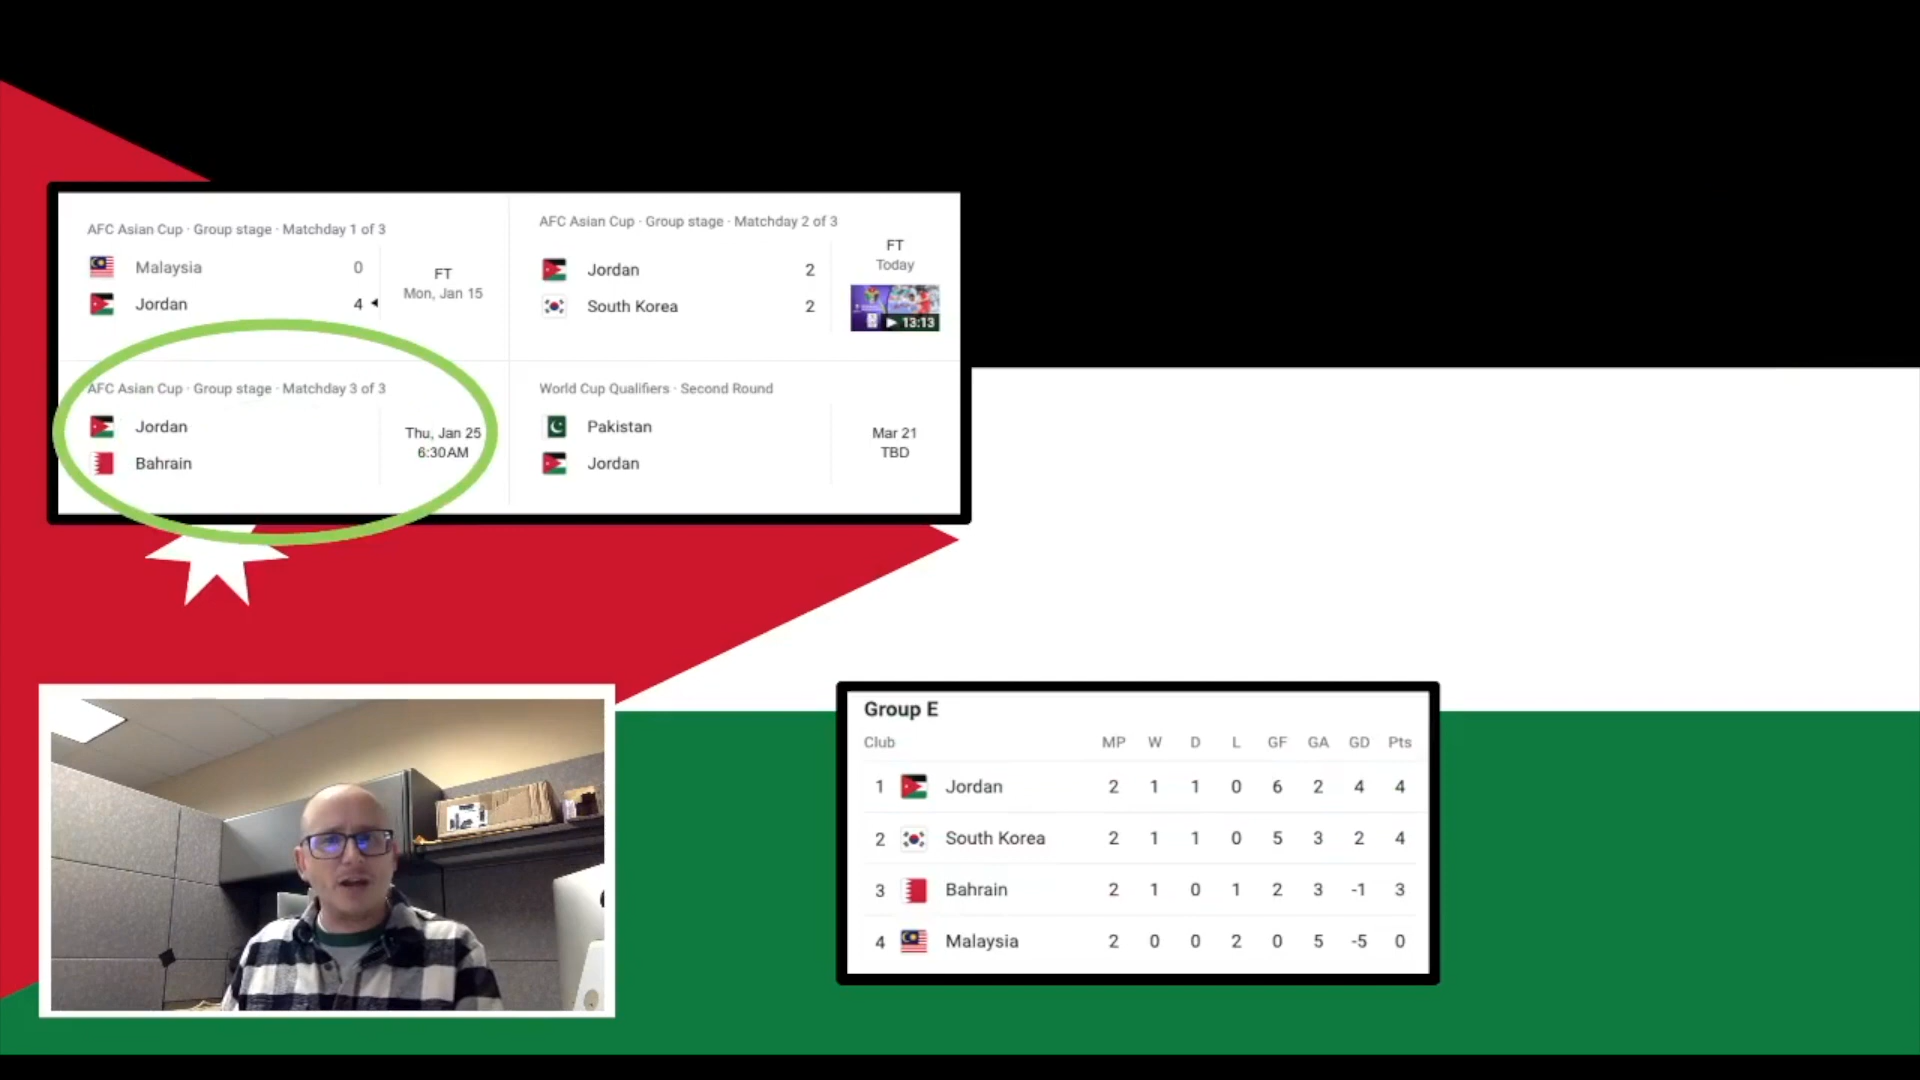 AFC Asian Cup · Group stage · Matchday 1 of 3
Malaysia 0
Jordan 4
FT
Mon, Jan 15
AFC Asian Cup · Group stage · Matchday 2 of 3
Jordan 2
South Korea 2
FT
Today
13:13
AFC Asian Cup · Group stage · Matchday 3 of 3
Jordan
Bahrain
Thu, Jan 25
6:30 AM
World Cup Qualifiers · Second Round
Pakistan
Jordan
Mar 21
TBD
Group E
Club MP W D L GF GA GD Pts
1 Jordan 2 1 1 0 6 2 4 4
2 South Korea 2 1 1 0 5 3 2 4
3 Bahrain 2 1 0 1 2 3 -1 3
4 Malaysia 2 0 0 2 0 5 -5 0